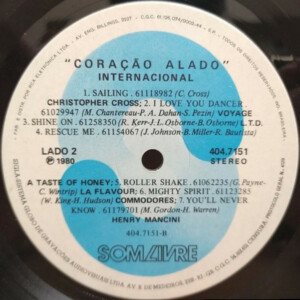 "CORAÇÃO ALADO"
INTERNACIONAL
1. SAILING . 61118982 (C. Cross)
CHRISTOPHER CROSS; 2. I LOVE YOU DANCER .
61029947 (M. Chantereau-P. A. Dahan-S. Pezin) VOYAGE
3. SHINE ON . 61258350 (R. Kerr-J-L. Osborne-B. Osborne) L.T.D.
4. RESCUE ME . 61154067 (J. Johnson-B. Miller-R. Bautista)
LADO 2
℗ 1980
404.7151
STEREO
A TASTE OF HONEY; 5. ROLLER SHAKE . 61062235 (G. Payne-
C. Wintrip) LA FLAVOUR; 6. MIGHTY SPIRIT . 61123285
(W. King-H. Hudson) COMMODORES; 7. YOU'LL NEVER
KNOW . 61179701 (M. Gordon-H. Warren)
HENRY MANCINI
404.7151-B
SOM LIVRE